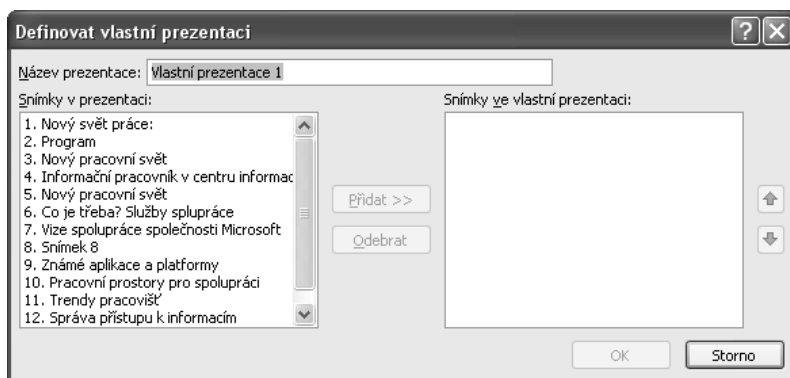 Definovat vlastní prezentaci
Název prezentace: Vlastní prezentace 1
Snímky v prezentaci:
Snímky ve vlastní prezentaci:
1. Nový svět práce:
2. Program
3. Nový pracovní svět
4. Informační pracovník v centru informac
5. Nový pracovní svět
6. Co je třeba? Služby splupráce
7. Vize spolupráce společnosti Microsoft
8. Snímek 8
9. Známé aplikace a platformy
10. Pracovní prostory pro spolupráci
11. Trendy pracovišť
12. Správa přístupu k informacím
Přidat >>
Odebrat
OK
Storno